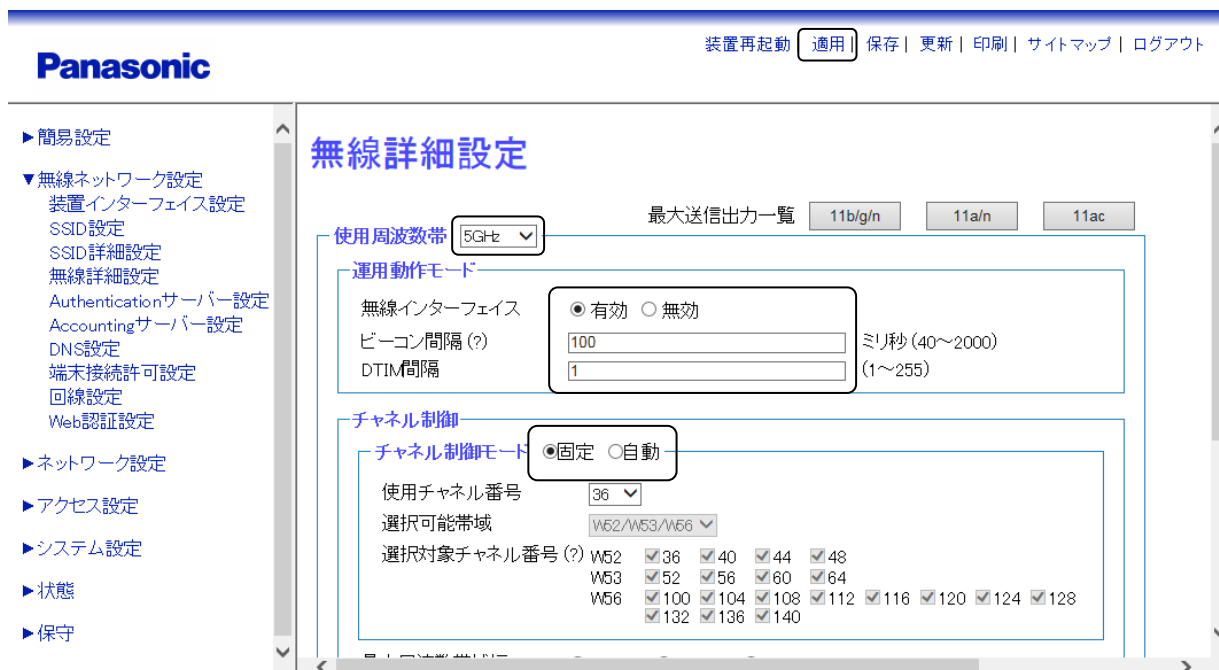 装置再起動 | 適用 | 保存 | 更新 | 印刷 | サイトマップ | ログアウト
Panasonic
▶簡易設定
▼無線ネットワーク設定
装置インターフェイス設定
SSID設定
SSID詳細設定
無線詳細設定
Authenticationサーバー設定
Accountingサーバー設定
DNS設定
端末接続許可設定
回線設定
Web認証設定
▶ネットワーク設定
▶アクセス設定
▶システム設定
▶状態
▶保守
無線詳細設定
最大送信出力一覧 11b/g/n 11a/n 11ac
使用周波数帯 5GHz
運用動作モード
無線インターフェイス 有効 無効
ビーコン間隔(?) 100 ミリ秒(40～2000)
DTIM間隔 1 (1～255)
チャネル制御
チャネル制御モード 固定 自動
使用チャネル番号 36
選択可能帯域 W52/W53/W56
選択対象チャネル番号(?) W52 36 40 44 48
W53 52 56 60 64
W56 100 104 108 112 116 120 124 128
132 136 140